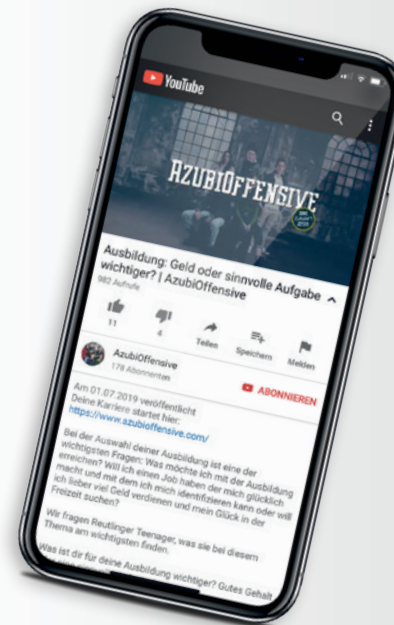 YouTube
AZUBIOFFENSIVE
Ausbildung: Geld oder sinnvolle Aufgabe
wichtiger? | AzubiOffensive
982 Aufrufe
11
4
Teilen
Speichern
Melden
AzubiOffensive
178 Abonnenten
ABONNIEREN
Am 01.07.2019 veröffentlicht
Deine Karriere startet hier:
https://www.azubioffensive.com/
Bei der Auswahl deiner Ausbildung ist eine der
wichtigsten Fragen: Was möchte ich mit der Ausbildung
erreichen? Will ich einen Job haben der mich glücklich
macht und mit dem ich mich identifizieren kann oder will
ich lieber viel Geld verdienen und mein Glück in der
Freizeit suchen?
Wir fragen Reutlinger Teenager, was sie bei diesem
Thema am wichtigsten finden.
Was ist dir für deine Ausbildung wichtiger? Gutes Gehalt